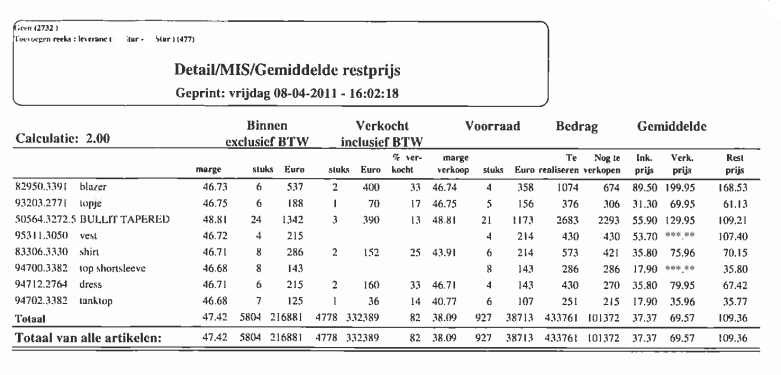 Geen (2732 )
Toevoegen reeks : leveranc ( tur - Stur ) (477)
Detail/MIS/Gemiddelde restprijs
Geprint: vrijdag 08-04-2011 - 16:02:18
Calculatie: 2.00 Binnen exclusief BTW Verkocht inclusief BTW Voorraad Bedrag Gemiddelde
marge stuks Euro stuks Euro % ver-kocht marge verkoop stuks Euro Te realiseren Nog te verkopen Ink. prijs Verk. prijs Rest prijs
82950.3391 blazer 46.73 6 537 2 400 33 46.74 4 358 1074 674 89.50 199.95 168.53
93203.2771 topje 46.75 6 188 1 70 17 46.75 5 156 376 306 31.30 69.95 61.13
50564.3272.5 BULLIT TAPERED 48.81 24 1342 3 390 13 48.81 21 1173 2683 2293 55.90 129.95 109.21
95311.3050 vest 46.72 4 215 4 214 430 430 53.70 ***.** 107.40
83306.3330 shirt 46.71 8 286 2 152 25 43.91 6 214 573 421 35.80 75.96 70.15
94700.3382 top shortsleeve 46.68 8 143 8 143 286 286 17.90 ***.** 35.80
94712.2764 dress 46.71 6 215 2 160 33 46.71 4 143 430 270 35.80 79.95 67.42
94702.3382 tanktop 46.68 7 125 1 36 14 40.77 6 107 251 215 17.90 35.96 35.77
Totaal 47.42 5804 216881 4778 332389 82 38.09 927 38713 433761 101372 37.37 69.57 109.36
Totaal van alle artikelen: 47.42 5804 216881 4778 332389 82 38.09 927 38713 433761 101372 37.37 69.57 109.36